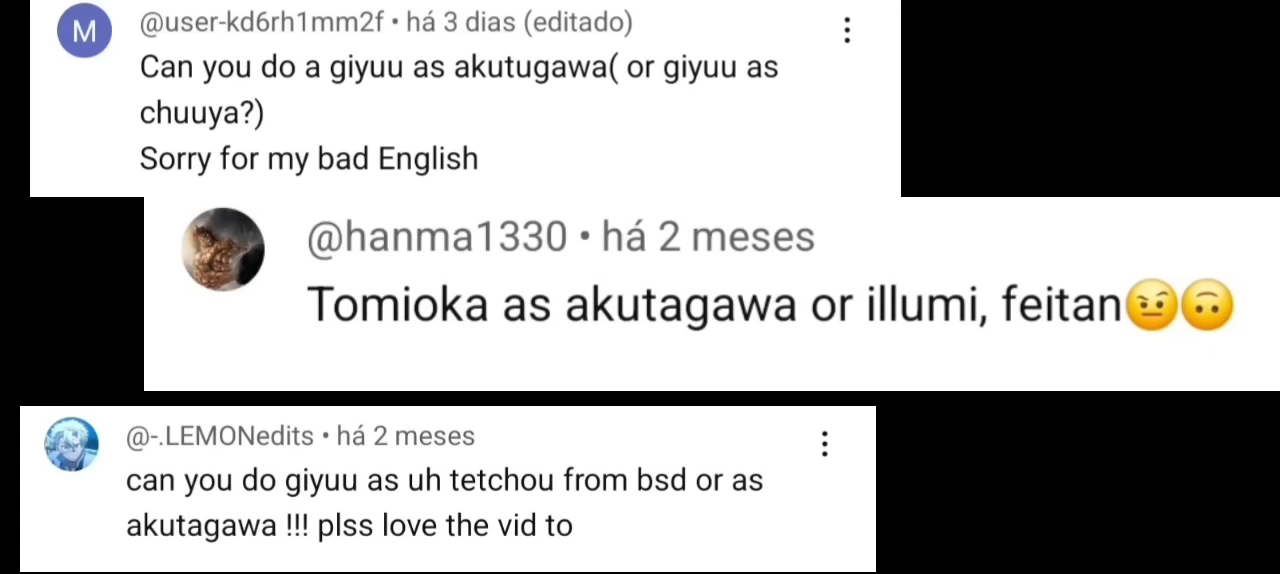 M
@user-kd6rh1mm2f • há 3 dias (editado)
Can you do a giyuu as akutugawa( or giyuu as
chuuya?)
Sorry for my bad English
@hanma1330 • há 2 meses
Tomioka as akutagawa or illumi, feitan🤨🙃
@-.LEMONedits • há 2 meses
can you do giyuu as uh tetchou from bsd or as
akutagawa !!! plss love the vid to